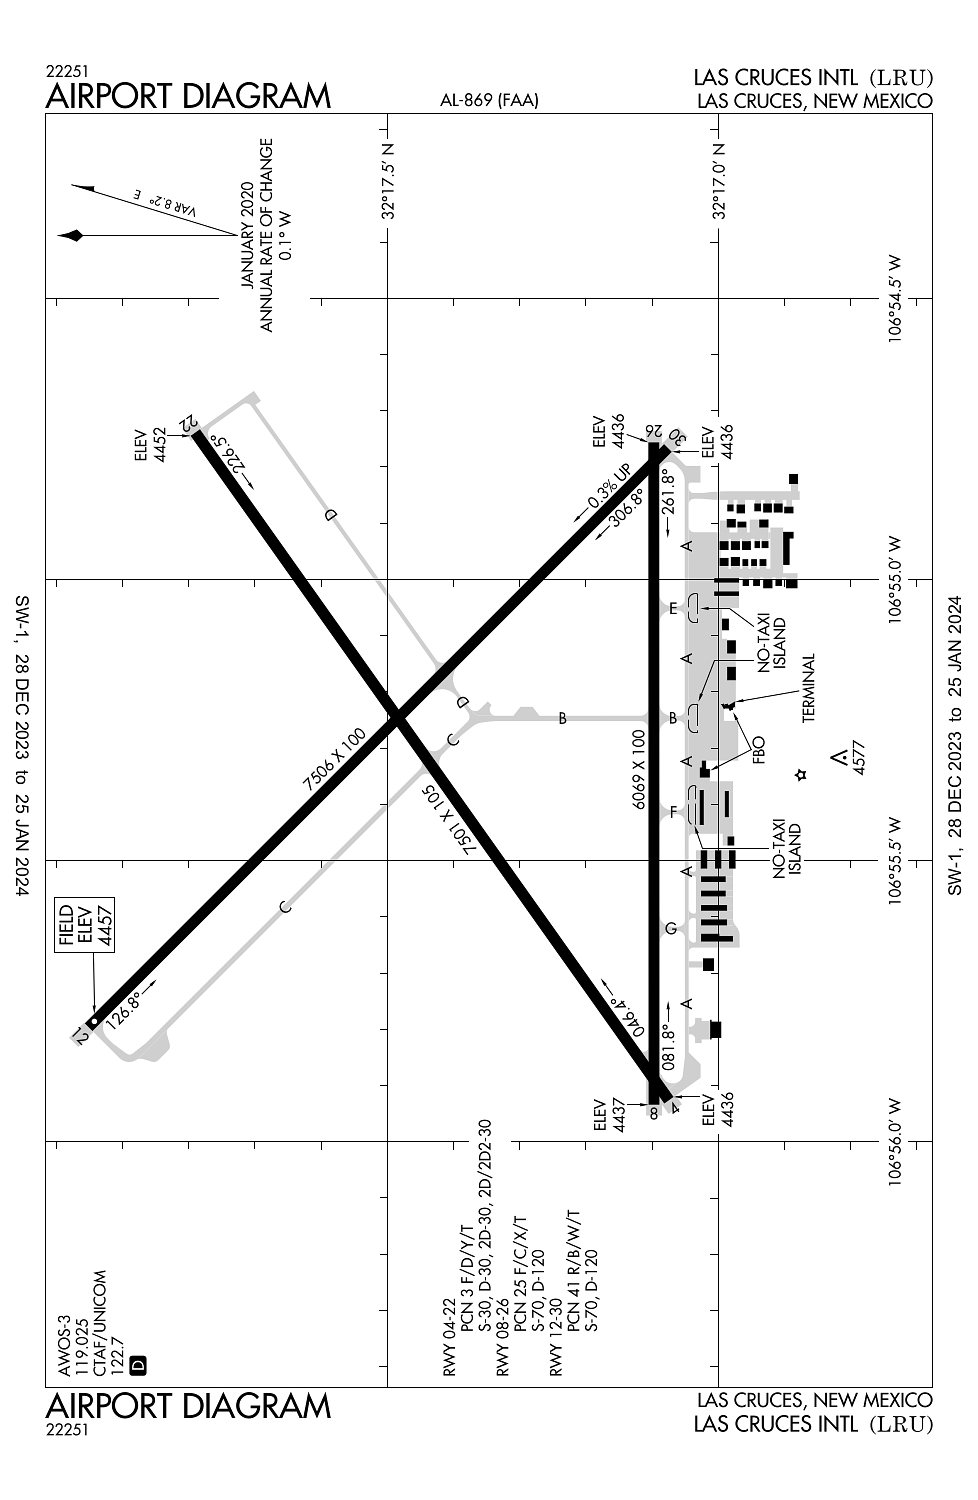 22251
AIRPORT DIAGRAM
AL-869 (FAA)
LAS CRUCES INTL (LRU)
LAS CRUCES, NEW MEXICO
VAR 8.2° E
JANUARY 2020
ANNUAL RATE OF CHANGE
0.1° W
32°17.5' N
32°17.0' N
106°54.5' W
106°55.0' W
106°55.5' W
106°56.0' W
22
ELEV
4452
226.5°
D
26
ELEV
4436
30
ELEV
4436
0.3% UP
306.8°
261.8°
A
E
NO-TAXI
ISLAND
A
D
C
B
B
TERMINAL
FBO
4577
A
7506 X 100
7501 X 105
6069 X 100
F
NO-TAXI
ISLAND
A
C
G
A
FIELD
ELEV
4457
12
126.8°
046.4°
081.8°
8
ELEV
4437
4
ELEV
4436
AWOS-3
119.025
CTAF/UNICOM
122.7
D
RWY 04-22
PCN 3 F/D/Y/T
S-30, D-30, 2D-30, 2D/2D2-30
RWY 08-26
PCN 25 F/C/X/T
S-70, D-120
RWY 12-30
PCN 41 R/B/W/T
S-70, D-120
SW-1, 28 DEC 2023 to 25 JAN 2024
SW-1, 28 DEC 2023 to 25 JAN 2024
AIRPORT DIAGRAM
22251
LAS CRUCES, NEW MEXICO
LAS CRUCES INTL (LRU)